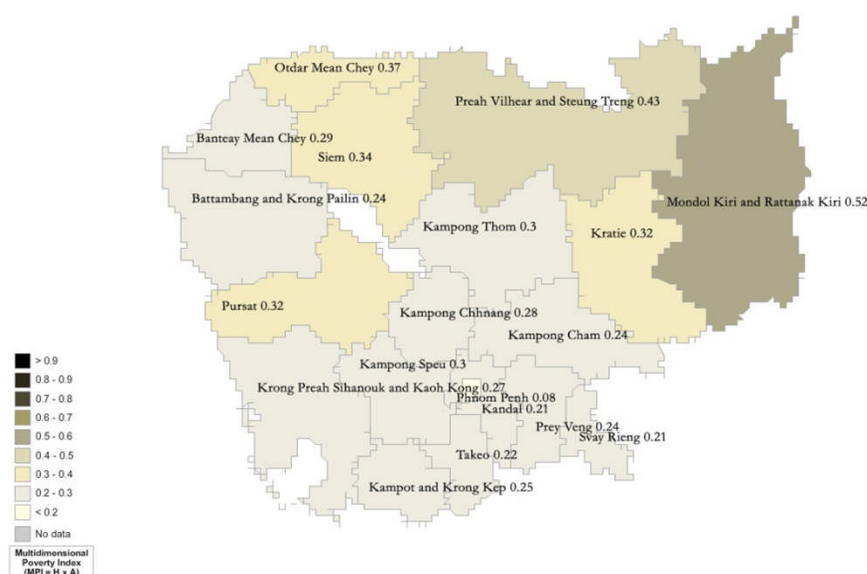 Otdar Mean Chey 0.37
Preah Vilhear and Steung Treng 0.43
Banteay Mean Chey 0.29
Siem 0.34
Battambang and Krong Pailin 0.24
Mondol Kiri and Rattanak Kiri 0.52
Kampong Thom 0.3
Kratie 0.32
Pursat 0.32
Kampong Chhnang 0.28
Kampong Cham 0.24
Kampong Speu 0.3
Krong Preah Sihanouk and Kaoh Kong 0.27
Phnom Penh 0.08
Kandal 0.21
Prey Veng 0.24
Svay Rieng 0.21
Takeo 0.22
Kampot and Krong Kep 0.25
> 0.9
0.8 - 0.9
0.7 - 0.8
0.6 - 0.7
0.5 - 0.6
0.4 - 0.5
0.3 - 0.4
0.2 - 0.3
< 0.2
No data
Multidimensional
Poverty Index
(MPI = H x A)